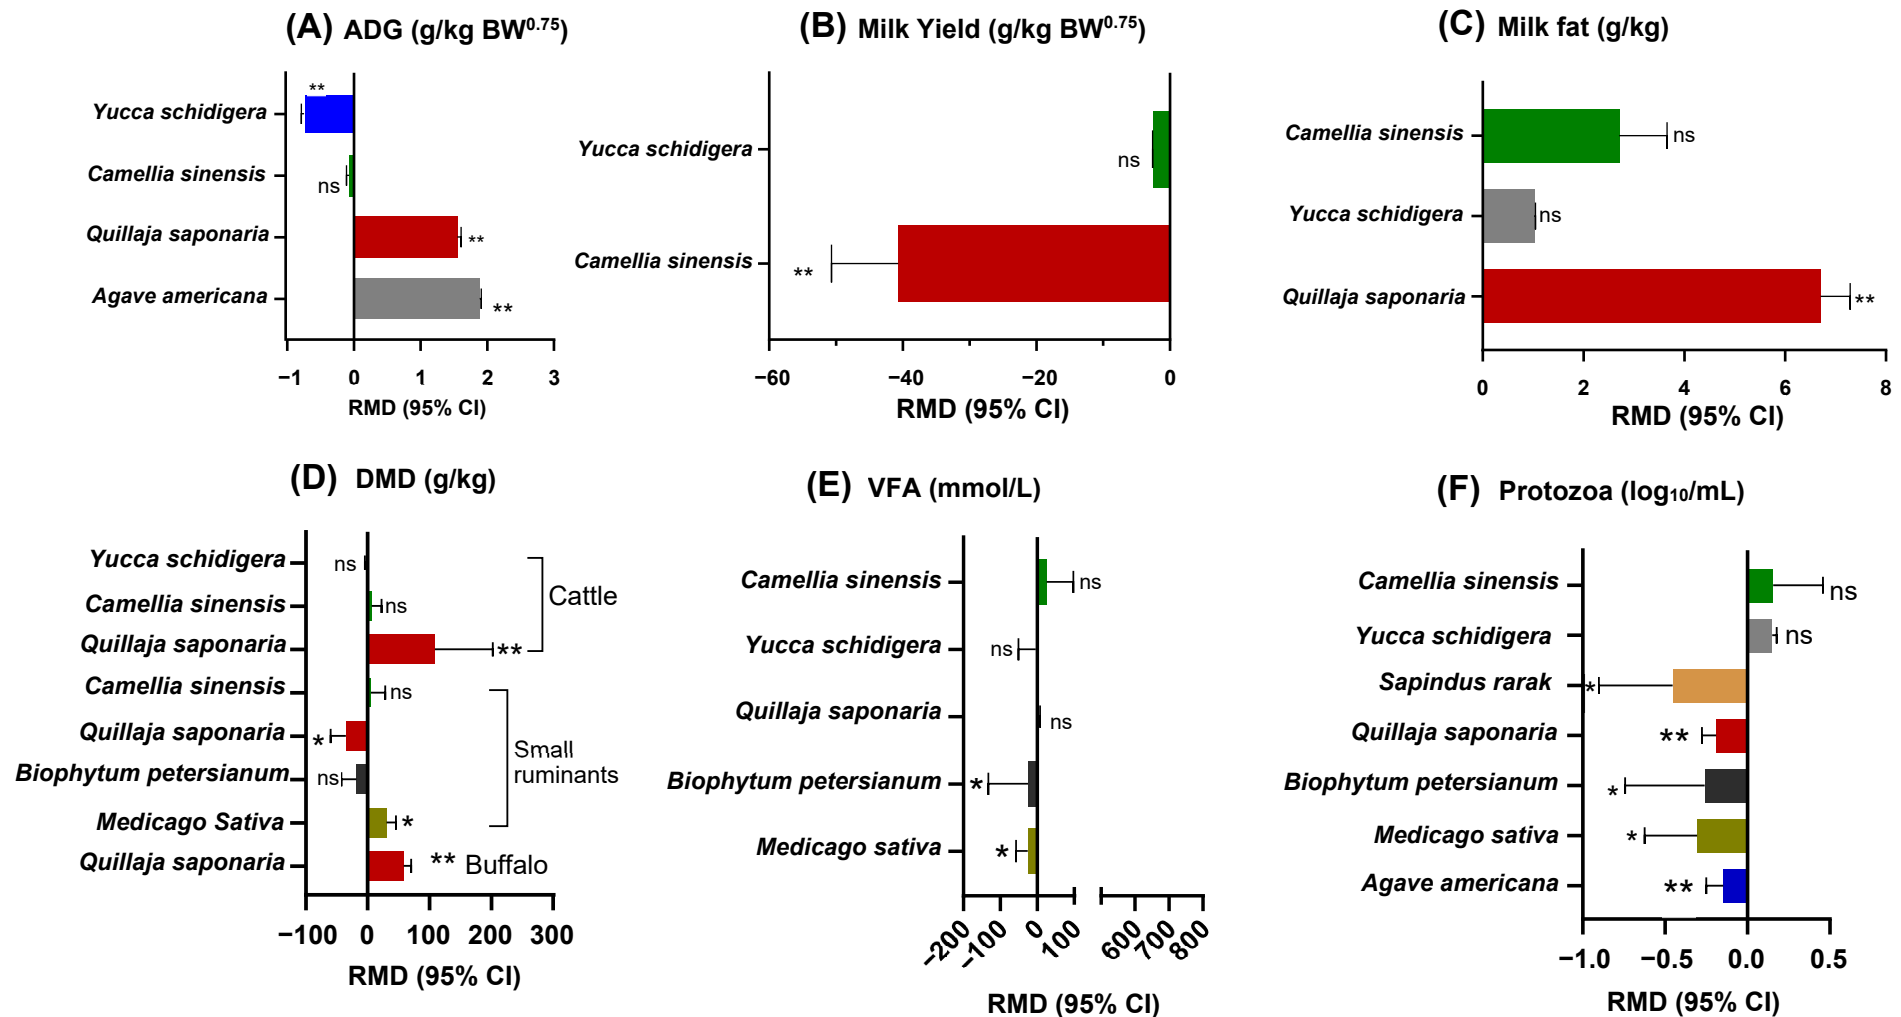 (A) ADG (g/kg BW0.75)
**
Yucca schidigera
Camellia sinensis
ns
Quillaja saponaria
**
Agave americana
**
−1 0 1 2 3
RMD (95% CI)
(B) Milk Yield (g/kg BW0.75)
Yucca schidigera
ns
Camellia sinensis
**
−60 −40 −20 0
RMD (95% CI)
(C) Milk fat (g/kg)
Camellia sinensis
ns
Yucca schidigera
ns
Quillaja saponaria
**
0 2 4 6 8
RMD (95% CI)
(D) DMD (g/kg)
Yucca schidigera
ns
Camellia sinensis
ns
Cattle
Quillaja saponaria
**
Camellia sinensis
ns
Quillaja saponaria
*
Small
ruminants
Biophytum petersianum
ns
Medicago Sativa
*
Quillaja saponaria
** Buffalo
−100 0 100 200 300
RMD (95% CI)
(E) VFA (mmol/L)
Camellia sinensis
ns
Yucca schidigera
ns
Quillaja saponaria
ns
Biophytum petersianum
*
Medicago sativa
*
−200 −100 0 100 600 700 800
RMD (95% CI)
(F) Protozoa (log10/mL)
Camellia sinensis
ns
Yucca schidigera
ns
Sapindus rarak
*
Quillaja saponaria
**
Biophytum petersianum
*
Medicago sativa
*
Agave americana
**
−1.0 −0.5 0.0 0.5
RMD (95% CI)